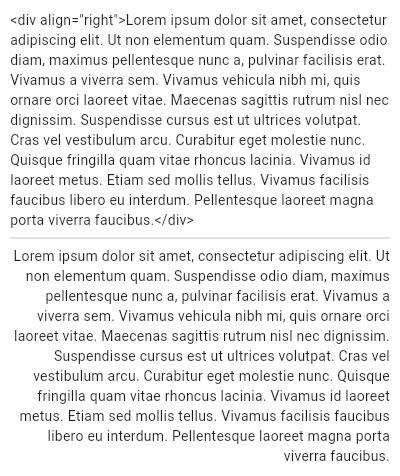 <div align="right">Lorem ipsum dolor sit amet, consectetur
adipiscing elit. Ut non elementum quam. Suspendisse odio
diam, maximus pellentesque nunc a, pulvinar facilisis erat.
Vivamus a viverra sem. Vivamus vehicula nibh mi, quis
ornare orci laoreet vitae. Maecenas sagittis rutrum nisl nec
dignissim. Suspendisse cursus est ut ultrices volutpat.
Cras vel vestibulum arcu. Curabitur eget molestie nunc.
Quisque fringilla quam vitae rhoncus lacinia. Vivamus id
laoreet metus. Etiam sed mollis tellus. Vivamus facilisis
faucibus libero eu interdum. Pellentesque laoreet magna
porta viverra faucibus.</div>
Lorem ipsum dolor sit amet, consectetur adipiscing elit. Ut
non elementum quam. Suspendisse odio diam, maximus
pellentesque nunc a, pulvinar facilisis erat. Vivamus a
viverra sem. Vivamus vehicula nibh mi, quis ornare orci
laoreet vitae. Maecenas sagittis rutrum nisl nec dignissim.
Suspendisse cursus est ut ultrices volutpat. Cras vel
vestibulum arcu. Curabitur eget molestie nunc. Quisque
fringilla quam vitae rhoncus lacinia. Vivamus id laoreet
metus. Etiam sed mollis tellus. Vivamus facilisis faucibus
libero eu interdum. Pellentesque laoreet magna porta
viverra faucibus.